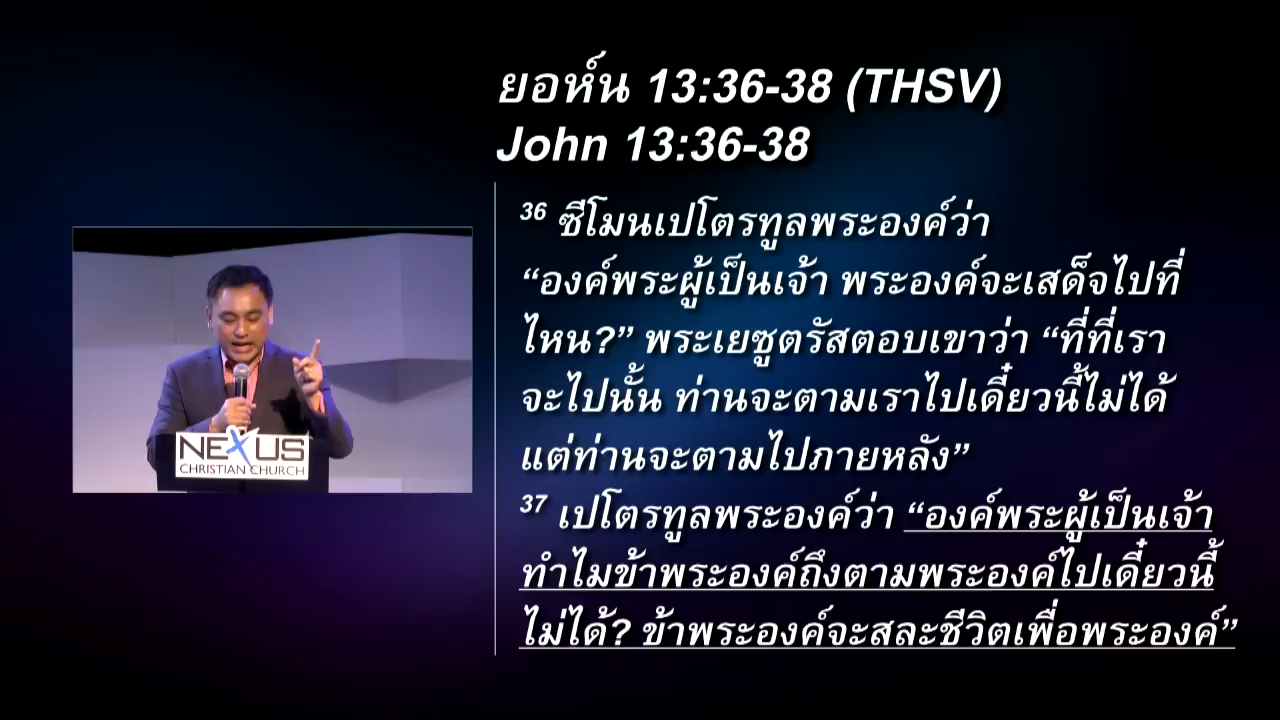 ยอห์น 13:36-38 (THSV)
John 13:36-38
36 ซีโมนเปโตรทูลพระองค์ว่า
“องค์พระผู้เป็นเจ้า พระองค์จะเสด็จไปที่
ไหน?” พระเยซูตรัสตอบเขาว่า “ที่ที่เรา
จะไปนั้น ท่านจะตามเราไปเดี๋ยวนี้ไม่ได้
แต่ท่านจะตามไปภายหลัง”
37 เปโตรทูลพระองค์ว่า “องค์พระผู้เป็นเจ้า
ทำไมข้าพระองค์ถึงตามพระองค์ไปเดี๋ยวนี้
ไม่ได้? ข้าพระองค์จะสละชีวิตเพื่อพระองค์”
NEXUS
CHRISTIAN CHURCH